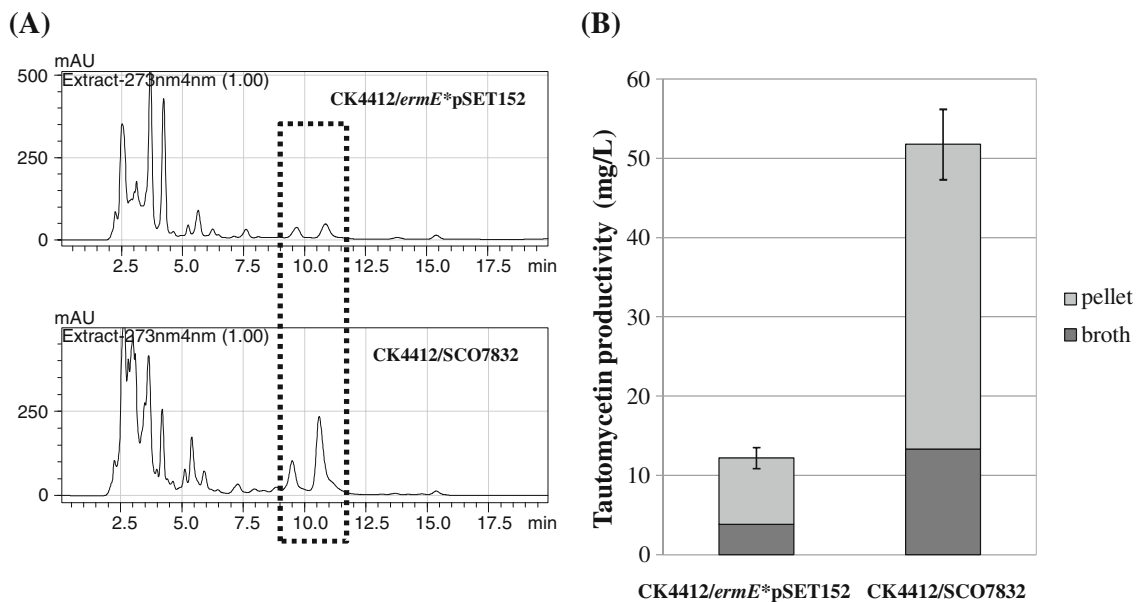 (A)
mAU
500
Extract-273nm4nm (1.00)
CK4412/ermE*pSET152
250
0
2.5 5.0 7.5 10.0 12.5 15.0 17.5 min
mAU
Extract-273nm4nm (1.00)
CK4412/SCO7832
250
0
2.5 5.0 7.5 10.0 12.5 15.0 17.5 min
(B)
Tautomycetin productivity (mg/L)
60
50
40
30
20
10
0
CK4412/ermE*pSET152 CK4412/SCO7832
pellet
broth